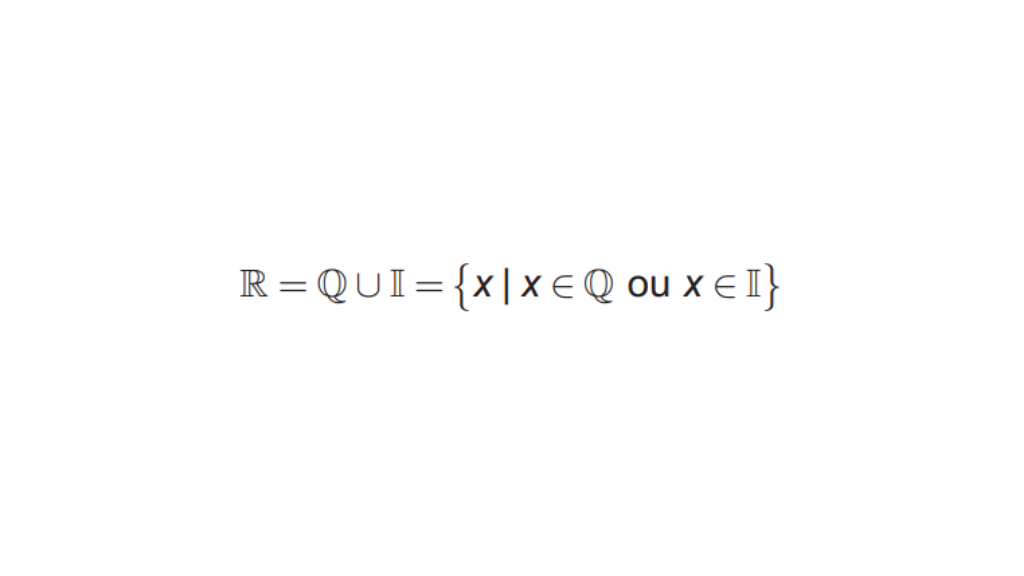 ℝ = ℚ ∪ 𝕀 = {x | x ∈ ℚ ou x ∈ 𝕀}